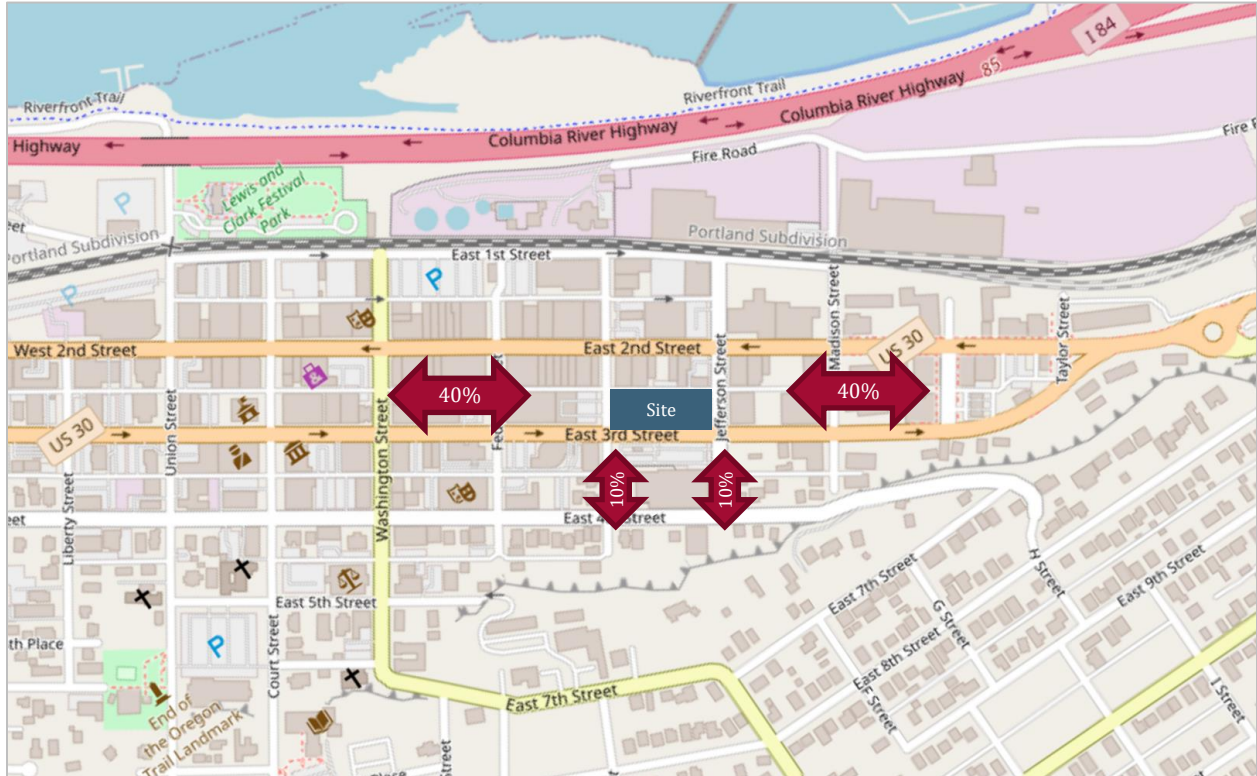 I 84
85
Riverfront Trail
Riverfront Trail
Columbia River Highway
Columbia River Highway
Highway
Fire Road
Fire
P
Lewis and
Clark Festival
Park
Portland Subdivision
Portland Subdivision
P
East 1st Street
P
West 2nd Street
East 2nd Street
US 30
Madison Street
Taylor Street
Jefferson Street
40%
40%
Site
US 30
East 3rd Street
Union Street
Washington Street
Liberty Street
10%
10%
East 4 Street
East 5th Street
Court Street
P
th Place
East 7th Street
East 7th Street
East 8th Street
East 9th Street
F Street
G Street
H Street
I Street
End of
the Oregon
Trail Landmark
Street
Place